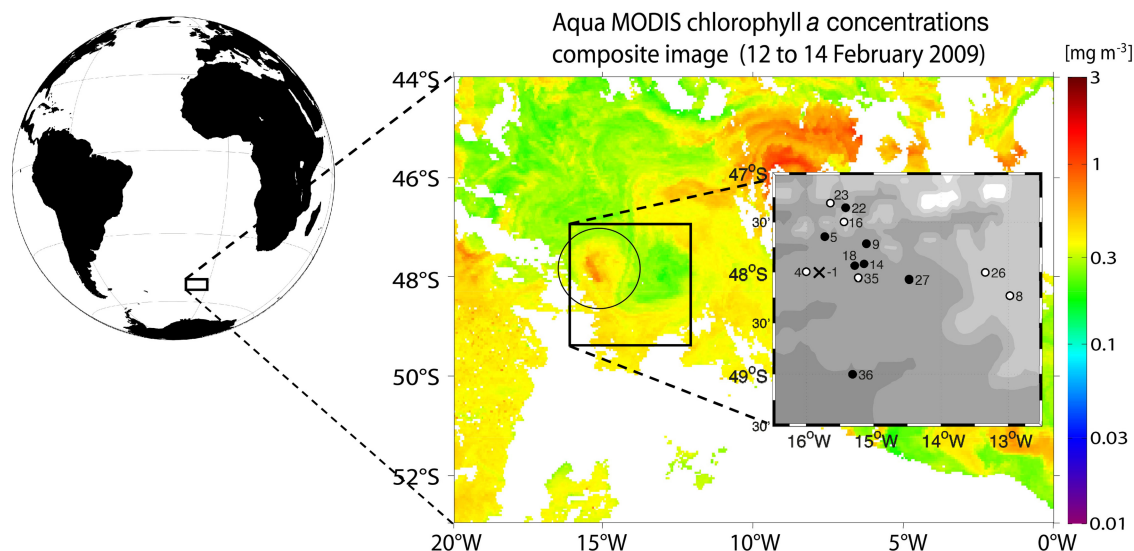 Aqua MODIS chlorophyll a concentrations
composite image (12 to 14 February 2009)
[mg m-3]
44°S
46°S
48°S
50°S
52°S
20°W
15°W
10°W
5°W
0°W
3
1
0.3
0.1
0.03
0.01
47°S
30'
48°S
30'
49°S
30'
16°W
15°W
14°W
13°W
23
22
16
5
9
18
14
4
-1
35
27
26
8
36